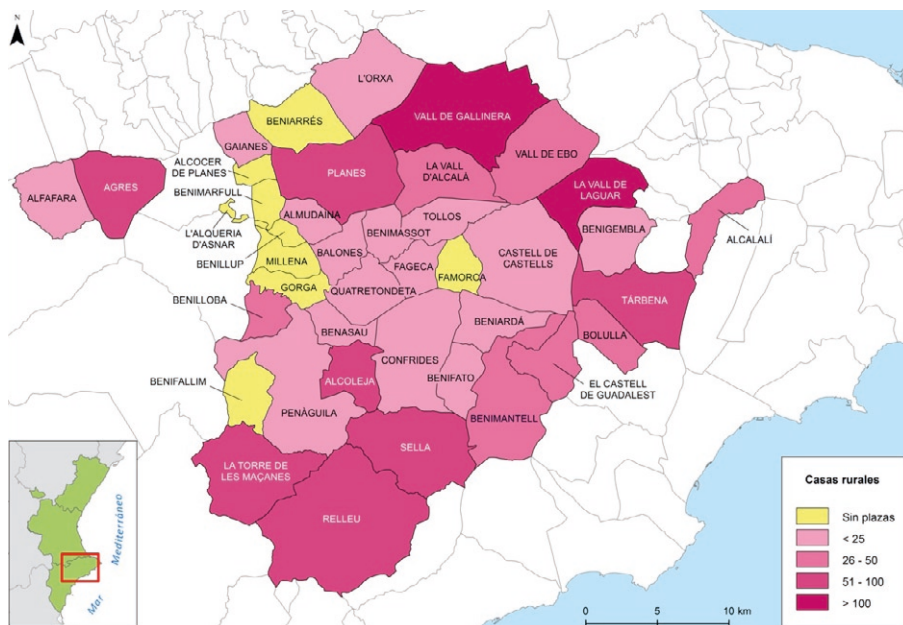 N
L'ORXA
BENIARRÉS
VALL DE GALLINERA
GAIANES
VALL DE EBO
ALCOCER
DE PLANES
PLANES
LA VALL
D'ALCALÀ
AGRES
BENIMARFULL
LA VALL DE
LAGUAR
ALFAFARA
ALMUDAINA
TOLLOS
L'ALQUERIA
D'ASNAR
BENIMASSOT
BENIGEMBLA
ALCALALÍ
BENILLUP
BALONES
CASTELL DE
CASTELLS
MILLENA
FAGECA
FAMORCA
GORGA
QUATRETONDETA
BENILLOBA
TÀRBENA
BENIARDÀ
BENASAU
BOLULLA
CONFRIDES
BENIFATO
BENIFALLIM
ALCOLEJA
EL CASTELL
DE GUADALEST
PENÀGUILA
BENIMANTELL
SELLA
LA TORRE DE
LES MAÇANES
RELLEU
Mar Mediterráneo
Casas rurales
Sin plazas
< 25
26 - 50
51 - 100
> 100
0 5 10 km